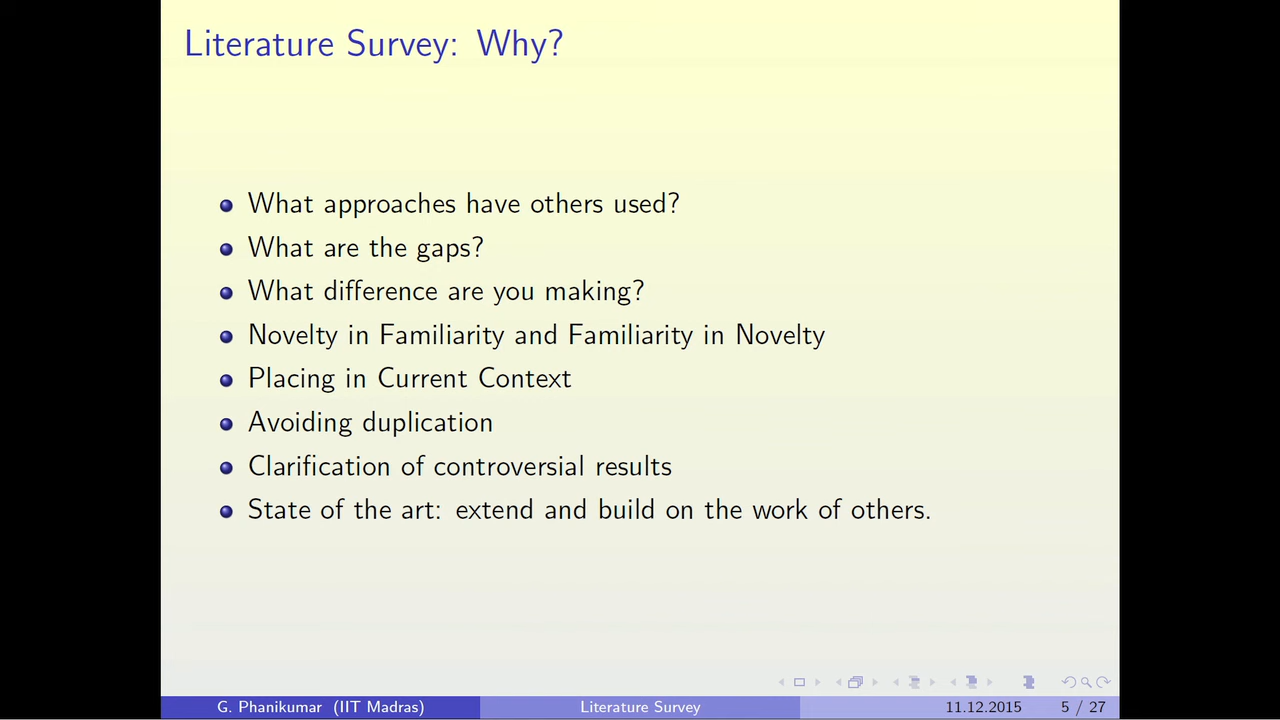 Literature Survey: Why?
What approaches have others used?
What are the gaps?
What difference are you making?
Novelty in Familiarity and Familiarity in Novelty
Placing in Current Context
Avoiding duplication
Clarification of controversial results
State of the art: extend and build on the work of others.
G. Phanikumar (IIT Madras) Literature Survey 11.12.2015 5 / 27